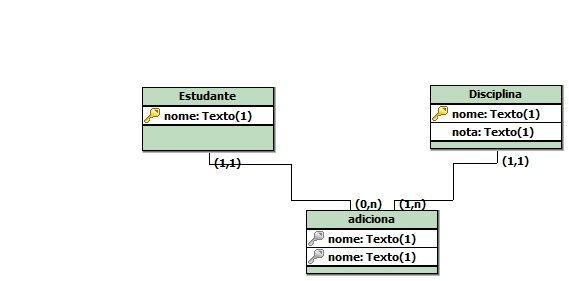 Estudante
nome: Texto(1)
Disciplina
nome: Texto(1)
nota: Texto(1)
(1,1)
(1,1)
(0,n)
(1,n)
adiciona
nome: Texto(1)
nome: Texto(1)